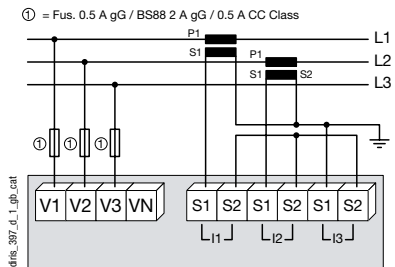 ① = Fus. 0.5 A gG / BS88 2 A gG / 0.5 A CC Class
P1 L1
S1 P1 L2
S1 S2 L3
① ① ①
V1 V2 V3 VN S1 S2 S1 S2 S1 S2
I1 I2 I3
diris_397_d_1_gb_cat